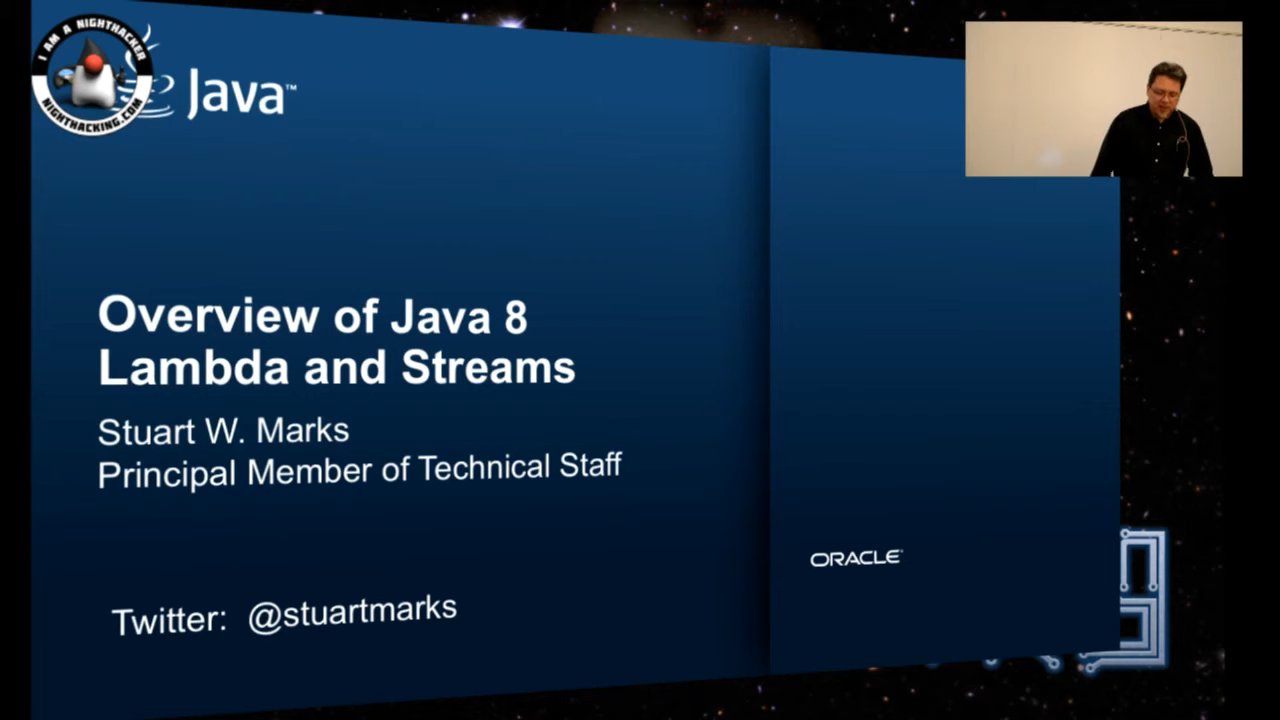 I AM A NIGHTHACKER
NIGHTHACKING.COM
Java™
Overview of Java 8
Lambda and Streams
Stuart W. Marks
Principal Member of Technical Staff
ORACLE®
Twitter: @stuartmarks